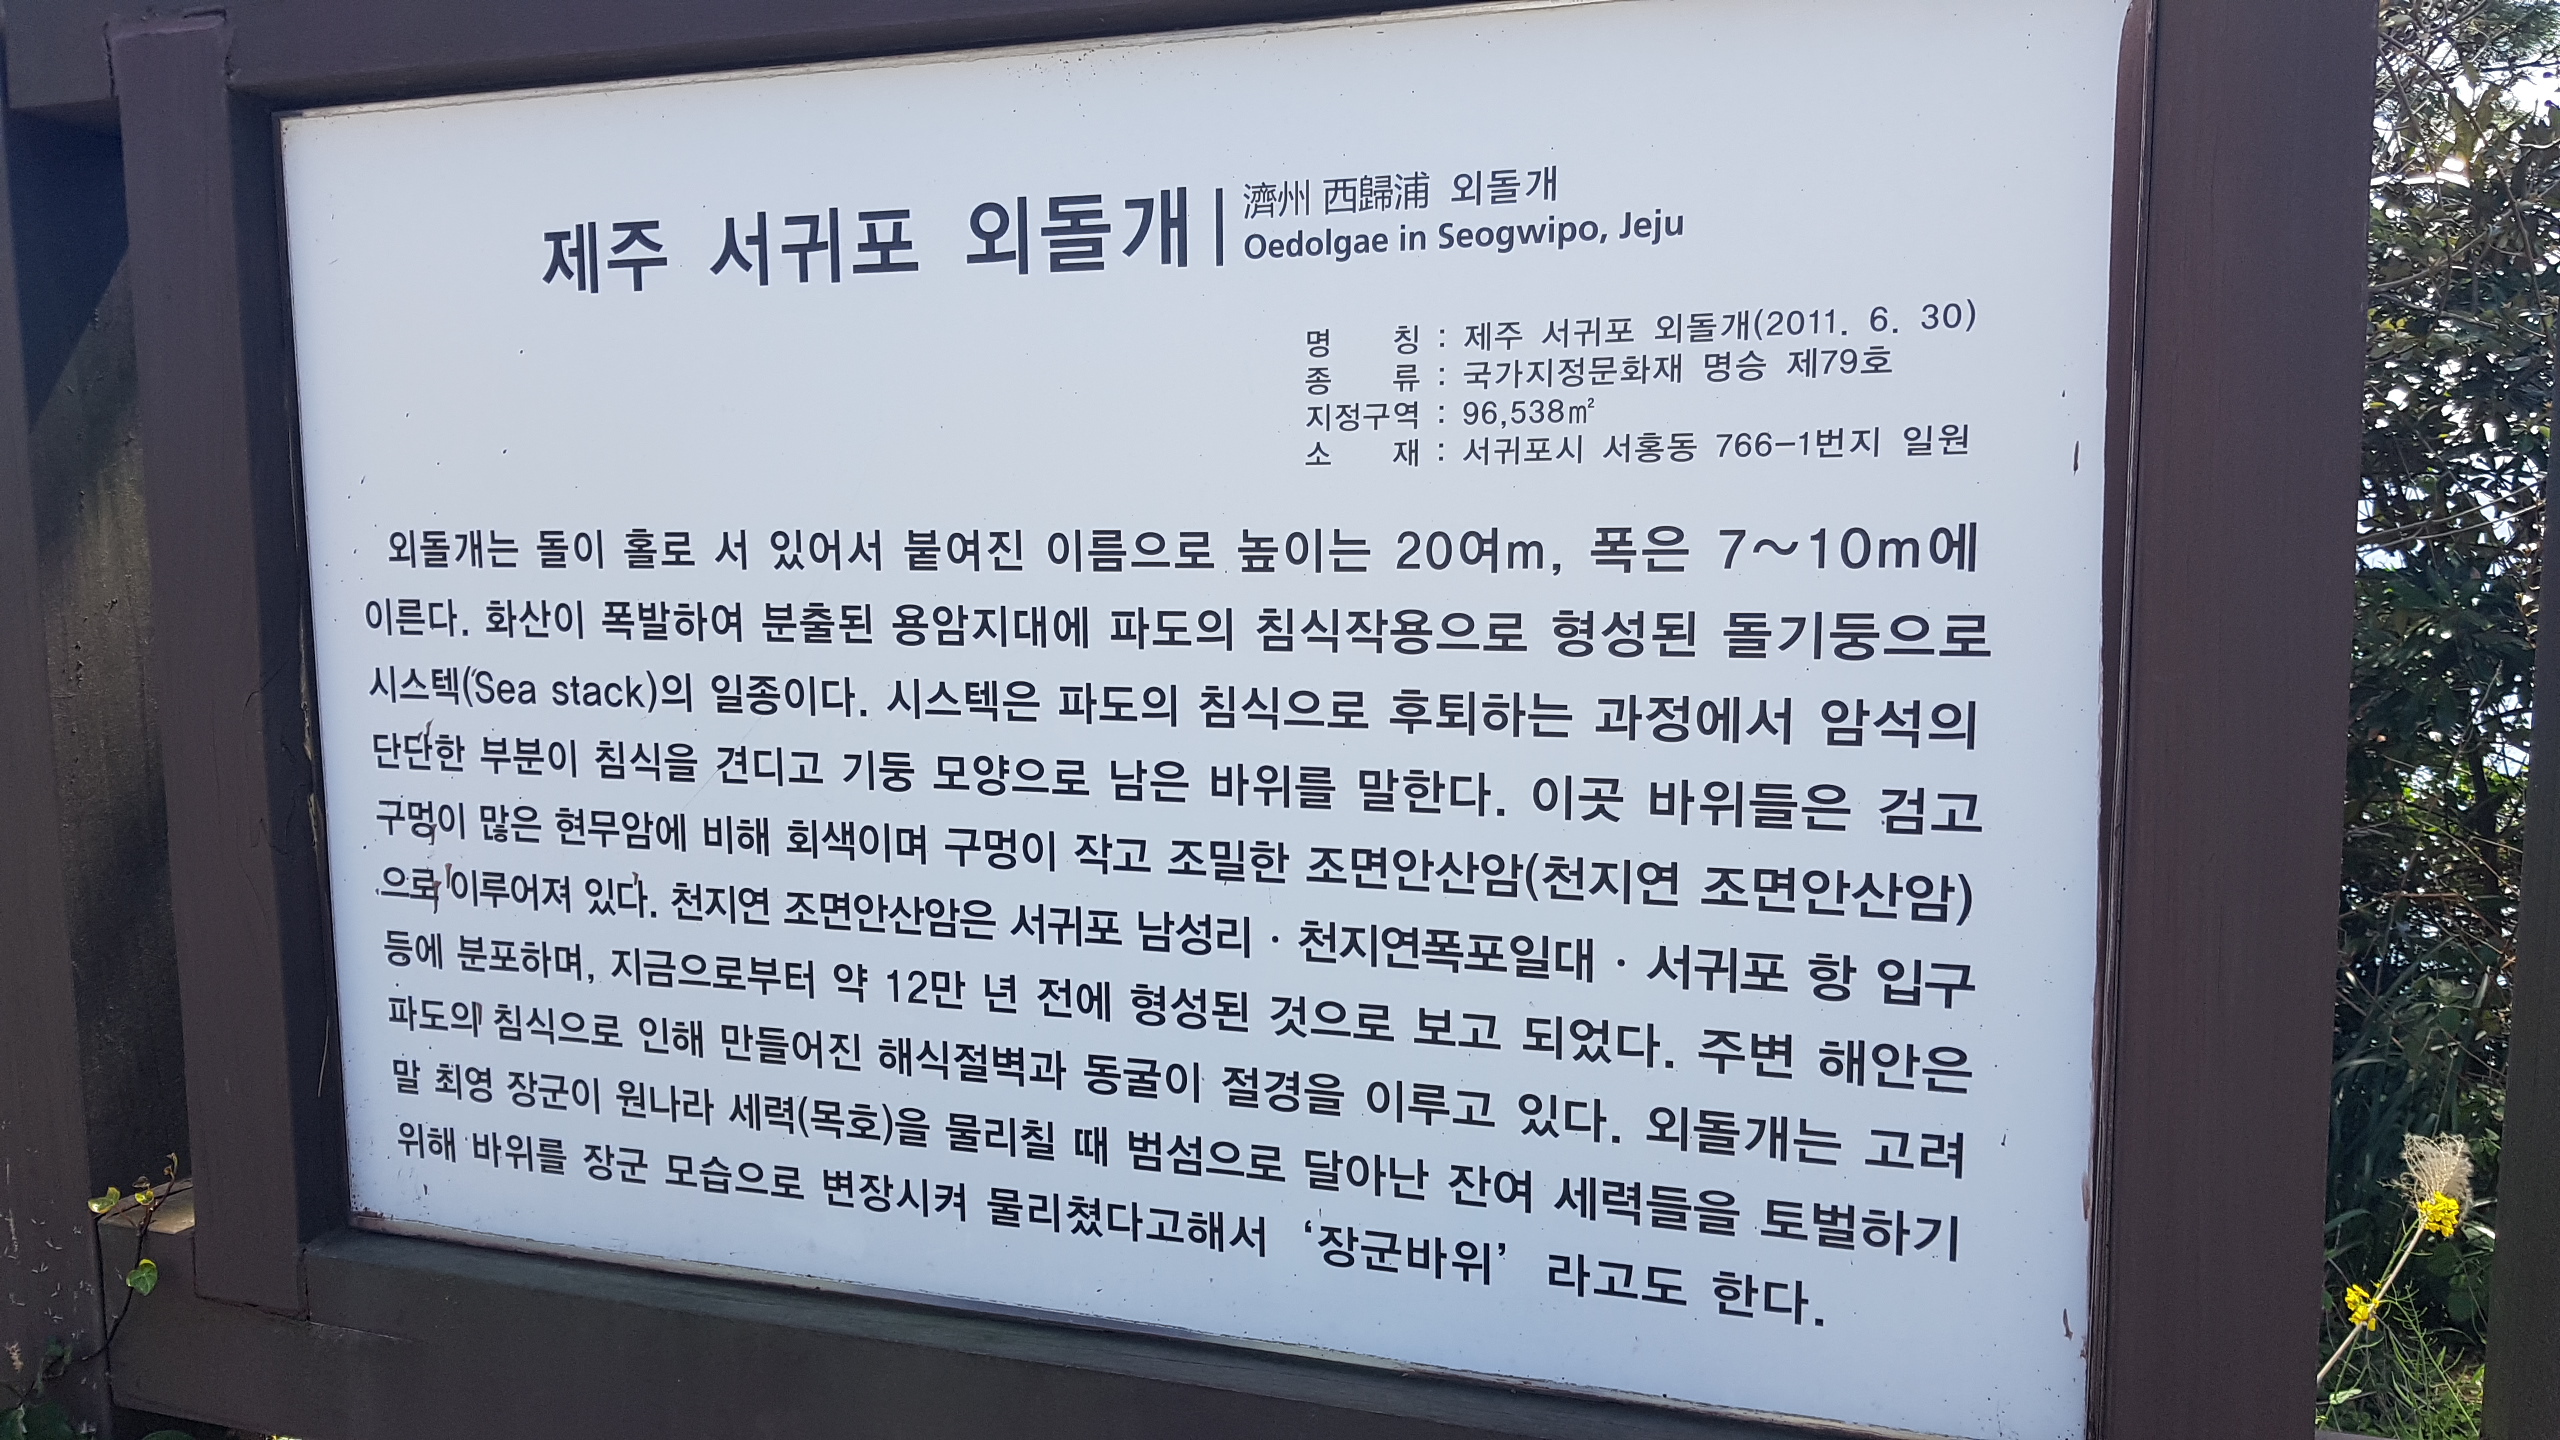 제주 서귀포 외돌개
濟州 西歸浦 외돌개
Oedolgae in Seogwipo, Jeju
명 칭 : 제주 서귀포 외돌개(2011. 6. 30)
종 류 : 국가지정문화재 명승 제79호
지정구역 : 96,538㎡
소 재 : 서귀포시 서홍동 766-1번지 일원
외돌개는 돌이 홀로 서 있어서 붙여진 이름으로 높이는 20여m, 폭은 7~10m에
이른다. 화산이 폭발하여 분출된 용암지대에 파도의 침식작용으로 형성된 돌기둥으로
시스텍(Sea stack)의 일종이다. 시스텍은 파도의 침식으로 후퇴하는 과정에서 암석의
단단한 부분이 침식을 견디고 기둥 모양으로 남은 바위를 말한다. 이곳 바위들은 검고
구멍이 많은 현무암에 비해 회색이며 구멍이 작고 조밀한 조면안산암(천지연 조면안산암)
으로 이루어져 있다. 천지연 조면안산암은 서귀포 남성리 · 천지연폭포일대 · 서귀포 항 입구
등에 분포하며, 지금으로부터 약 12만 년 전에 형성된 것으로 보고 되었다. 주변 해안은
파도의 침식으로 인해 만들어진 해식절벽과 동굴이 절경을 이루고 있다. 외돌개는 고려
말 최영 장군이 원나라 세력(목호)을 물리칠 때 범섬으로 달아난 잔여 세력들을 토벌하기
위해 바위를 장군 모습으로 변장시켜 물리쳤다고해서 ‘장군바위’ 라고도 한다.